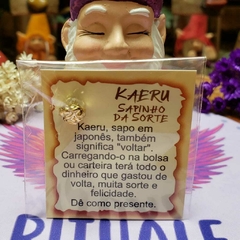 KAERU
SAPINHO
DA SORTE
Kaeru, sapo em
japonês, também
significa "voltar".
Carregando-o na bolsa
ou carteira terá todo o
dinheiro que gastou de
volta, muita sorte e
felicidade.
Dê como presente.
RITUALE